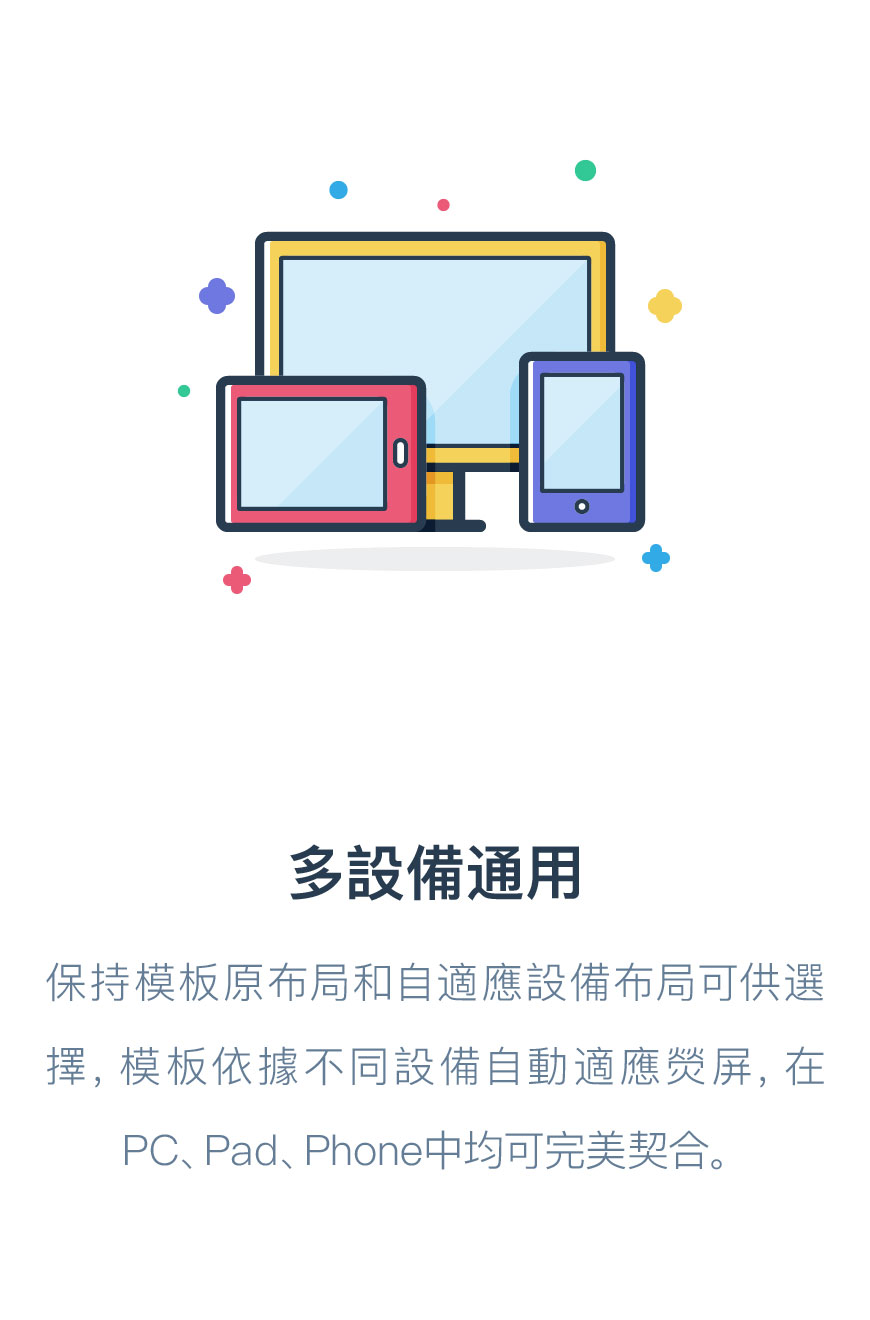 多設備通用
保持模板原布局和自適應設備布局可供選
擇, 模板依據不同設備自動適應熒屏, 在
PC、Pad、Phone中均可完美契合。